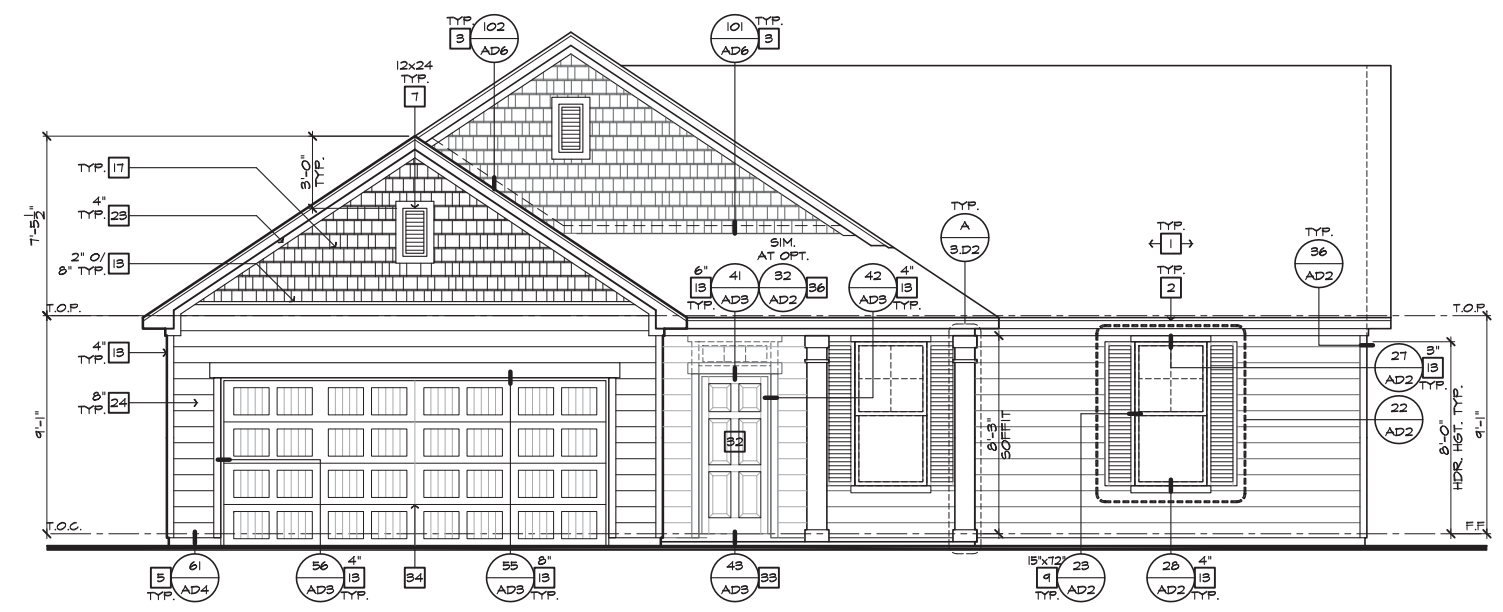 TYP.
3
102
AD6
101
AD6
TYP.
3
12x24
TYP.
7
TYP. 17
3'-0"
TYP.
4"
TYP. 23
7'-5 1/2"
2" O/
8" TYP. 13
TYP.
A
3.D2
TYP.
1
TYP.
2
TYP.
36
AD2
SIM.
AT OPT.
6"
13
TYP.
41
AD3
32
AD2
36
42
AD3
4"
13
TYP.
T.O.P.
T.O.P.
4"
TYP. 13
8"
TYP. 24
9'-1"
32
8'-3"
SOFFIT
27
AD2
3"
13
TYP.
22
AD2
8'-0"
HDR. HGT. TYP.
9'-1"
T.O.C.
F.F.
5
TYP.
61
AD4
56
AD3
4"
13
TYP.
34
55
AD3
8"
13
TYP.
43
AD3
33
15"x72"
9
TYP.
23
AD2
28
AD2
4"
13
TYP.